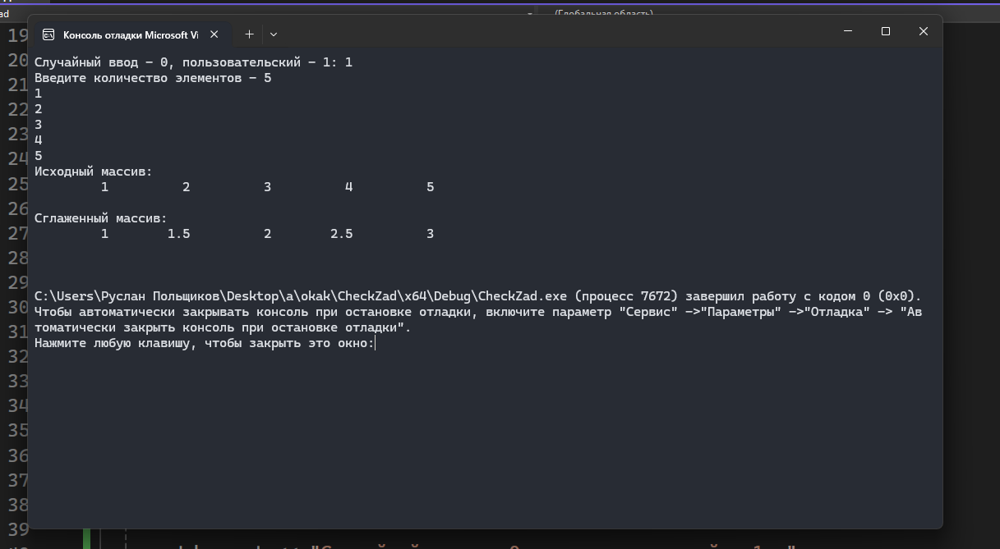 ad
(Глобальная область)
Консоль отладки Microsoft Vi
Случайный ввод - 0, пользовательский - 1: 1
Введите количество элементов - 5
1
2
3
4
5
Исходный массив:
1 2 3 4 5
Сглаженный массив:
1 1.5 2 2.5 3
C:\Users\Руслан Польщиков\Desktop\a\okak\CheckZad\x64\Debug\CheckZad.exe (процесс 7672) завершил работу с кодом 0 (0x0).
Чтобы автоматически закрывать консоль при остановке отладки, включите параметр "Сервис" ->"Параметры" ->"Отладка" -> "Ав
томатически закрыть консоль при остановке отладки".
Нажмите любую клавишу, чтобы закрыть это окно:
19
20
21
22
23
24
25
26
27
28
29
30
31
32
33
34
35
36
37
38
39